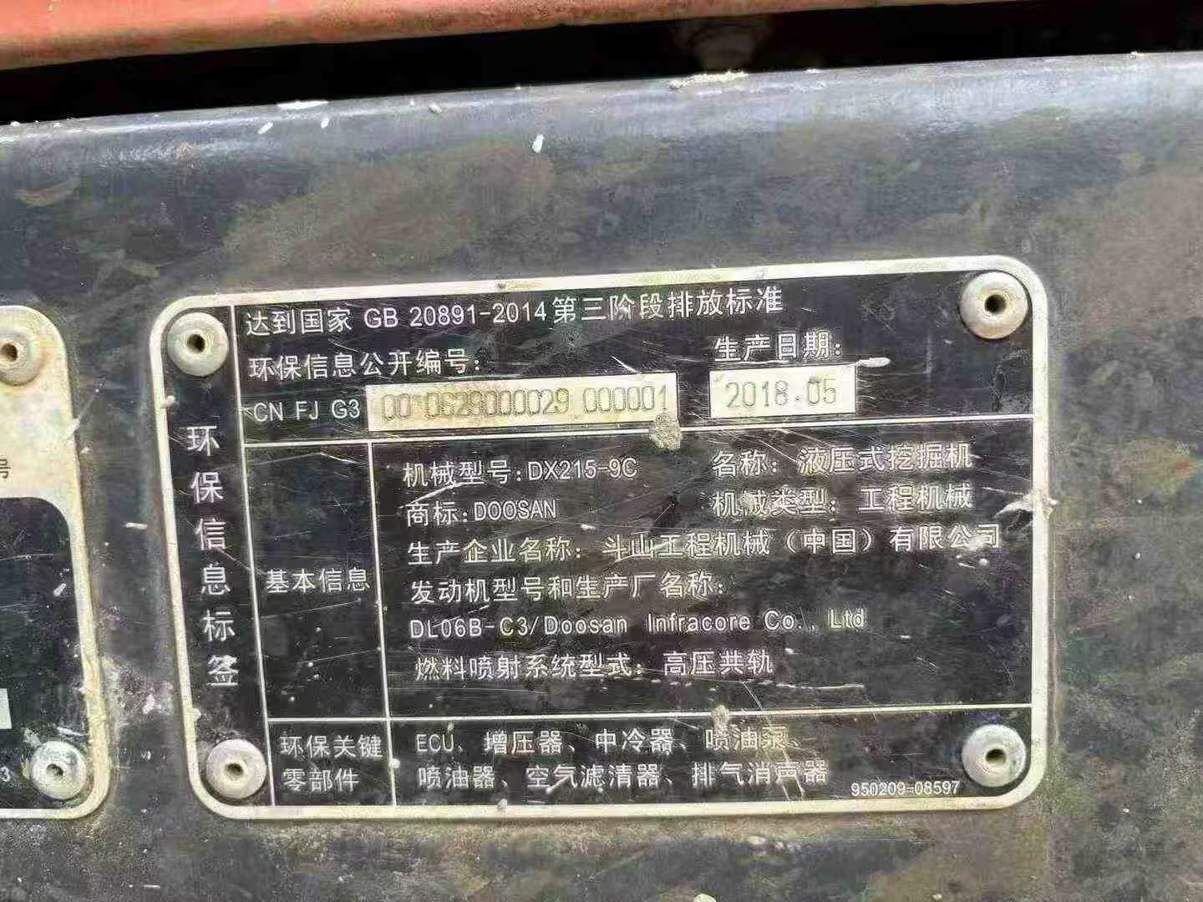 达到国家 GB 20891-2014第三阶段排放标准
环保信息公开编号: 生产日期:
CN FJ G3 00 0629000029 000001 2018.05
环保信息标签
基本信息
机械型号:DX215-9C 名称: 液压式挖掘机
商标:DOOSAN 机械类型: 工程机械
生产企业名称: 斗山工程机械(中国)有限公司
发动机型号和生产厂名称:
DL06B-C3/Doosan Infracore Co., Ltd
燃料喷射系统型式: 高压共轨
环保关键
零部件
ECU、增压器、中冷器、喷油泵、
喷油器、空气滤清器、排气消声器
950209-08597
号